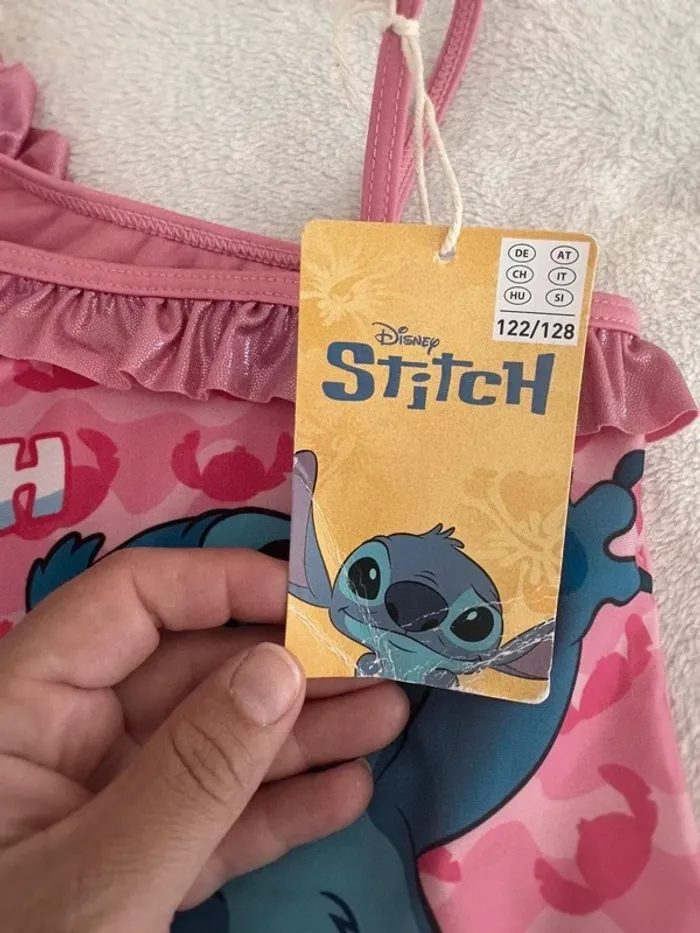 DE AT
CH IT
HU SI
122/128
Disney
Stitch
H